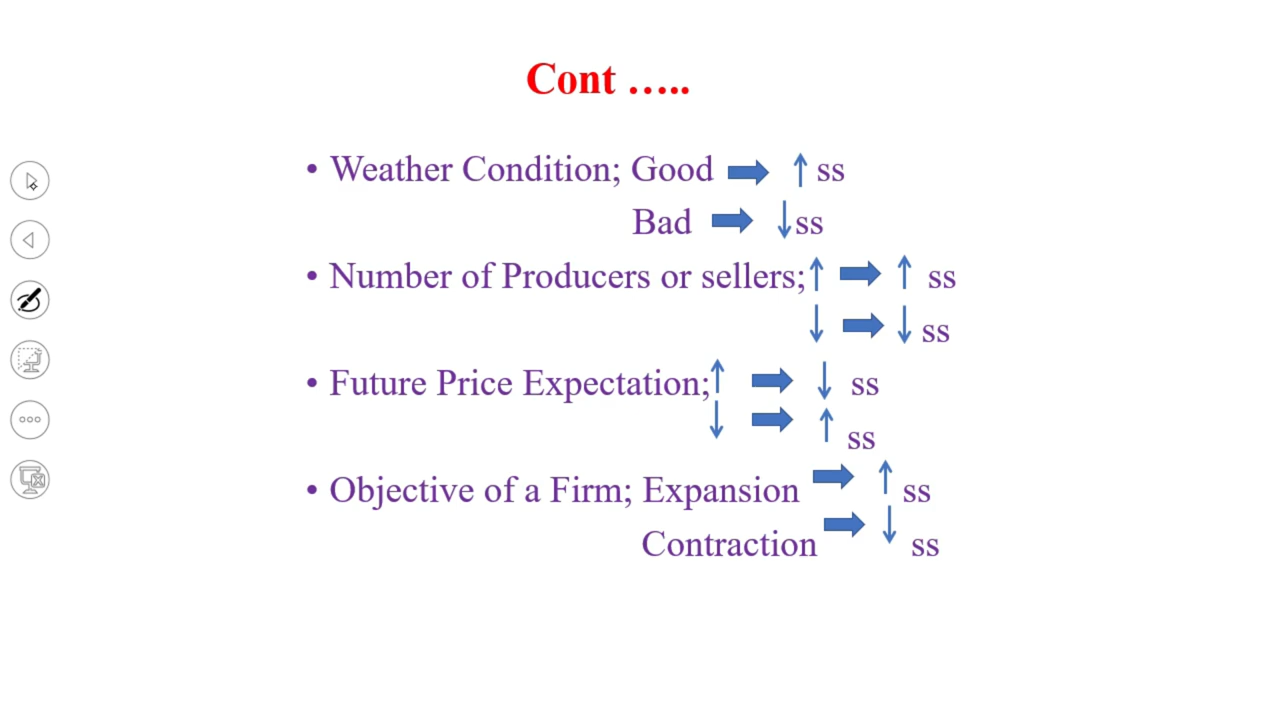 Cont …..
• Weather Condition; Good ➡ ↑ ss
Bad ➡ ↓ss
• Number of Producers or sellers;↑ ➡ ↑ ss
↓ ➡ ↓ ss
• Future Price Expectation;↑ ➡ ↓ ss
↓ ➡ ↑ ss
• Objective of a Firm; Expansion ➡ ↑ ss
Contraction ➡ ↓ ss